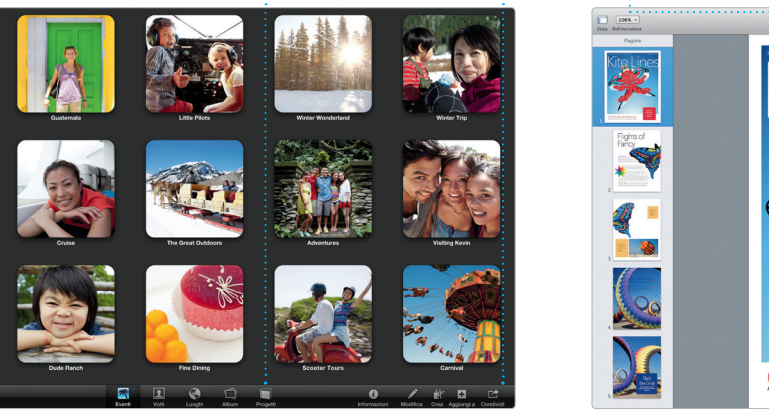 Guatemala
Little Pilots
Winter Wonderland
Winter Trip
Cruise
The Great Outdoors
Adventures
Visiting Kevin
Dude Ranch
Fine Dining
Scooter Tours
Carnival
Eventi Volti Luoghi Album Progetti Informazioni Modifica Crea Aggiungi a Condividi
106%
Vista Ridimensiona
Pagine
Kite Lines
1
Flights of
Fancy
2
3
4
5